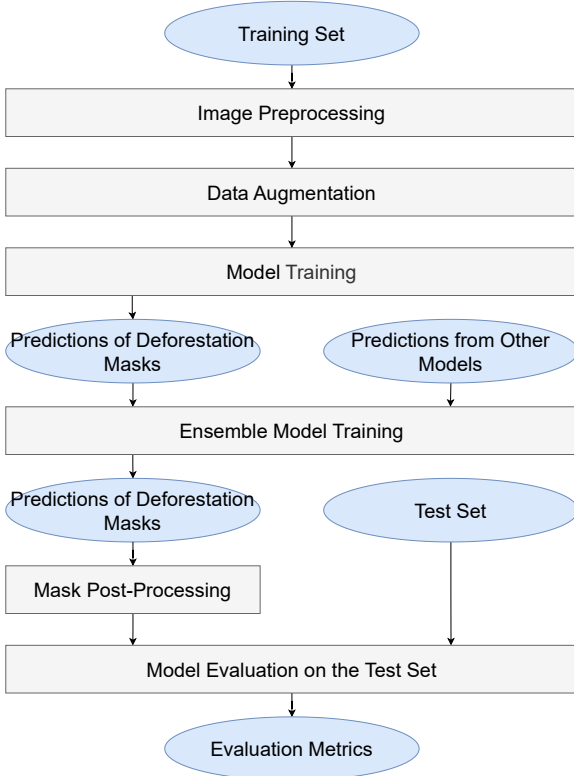 Training Set
Image Preprocessing
Data Augmentation
Model Training
Predictions of Deforestation
Masks
Predictions from Other
Models
Ensemble Model Training
Predictions of Deforestation
Masks
Test Set
Mask Post-Processing
Model Evaluation on the Test Set
Evaluation Metrics